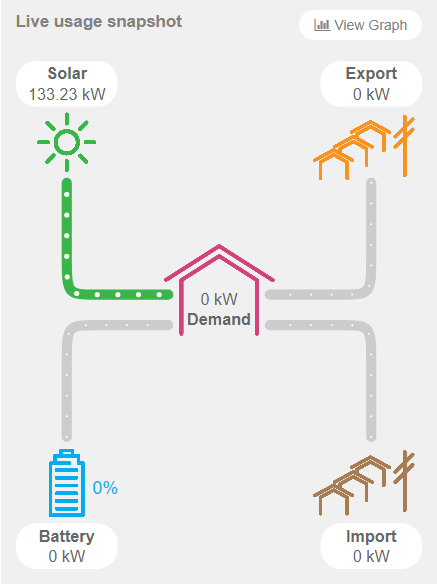 Live usage snapshot
View Graph
Solar
133.23 kW
Export
0 kW
0 kW
Demand
0%
Battery
0 kW
Import
0 kW